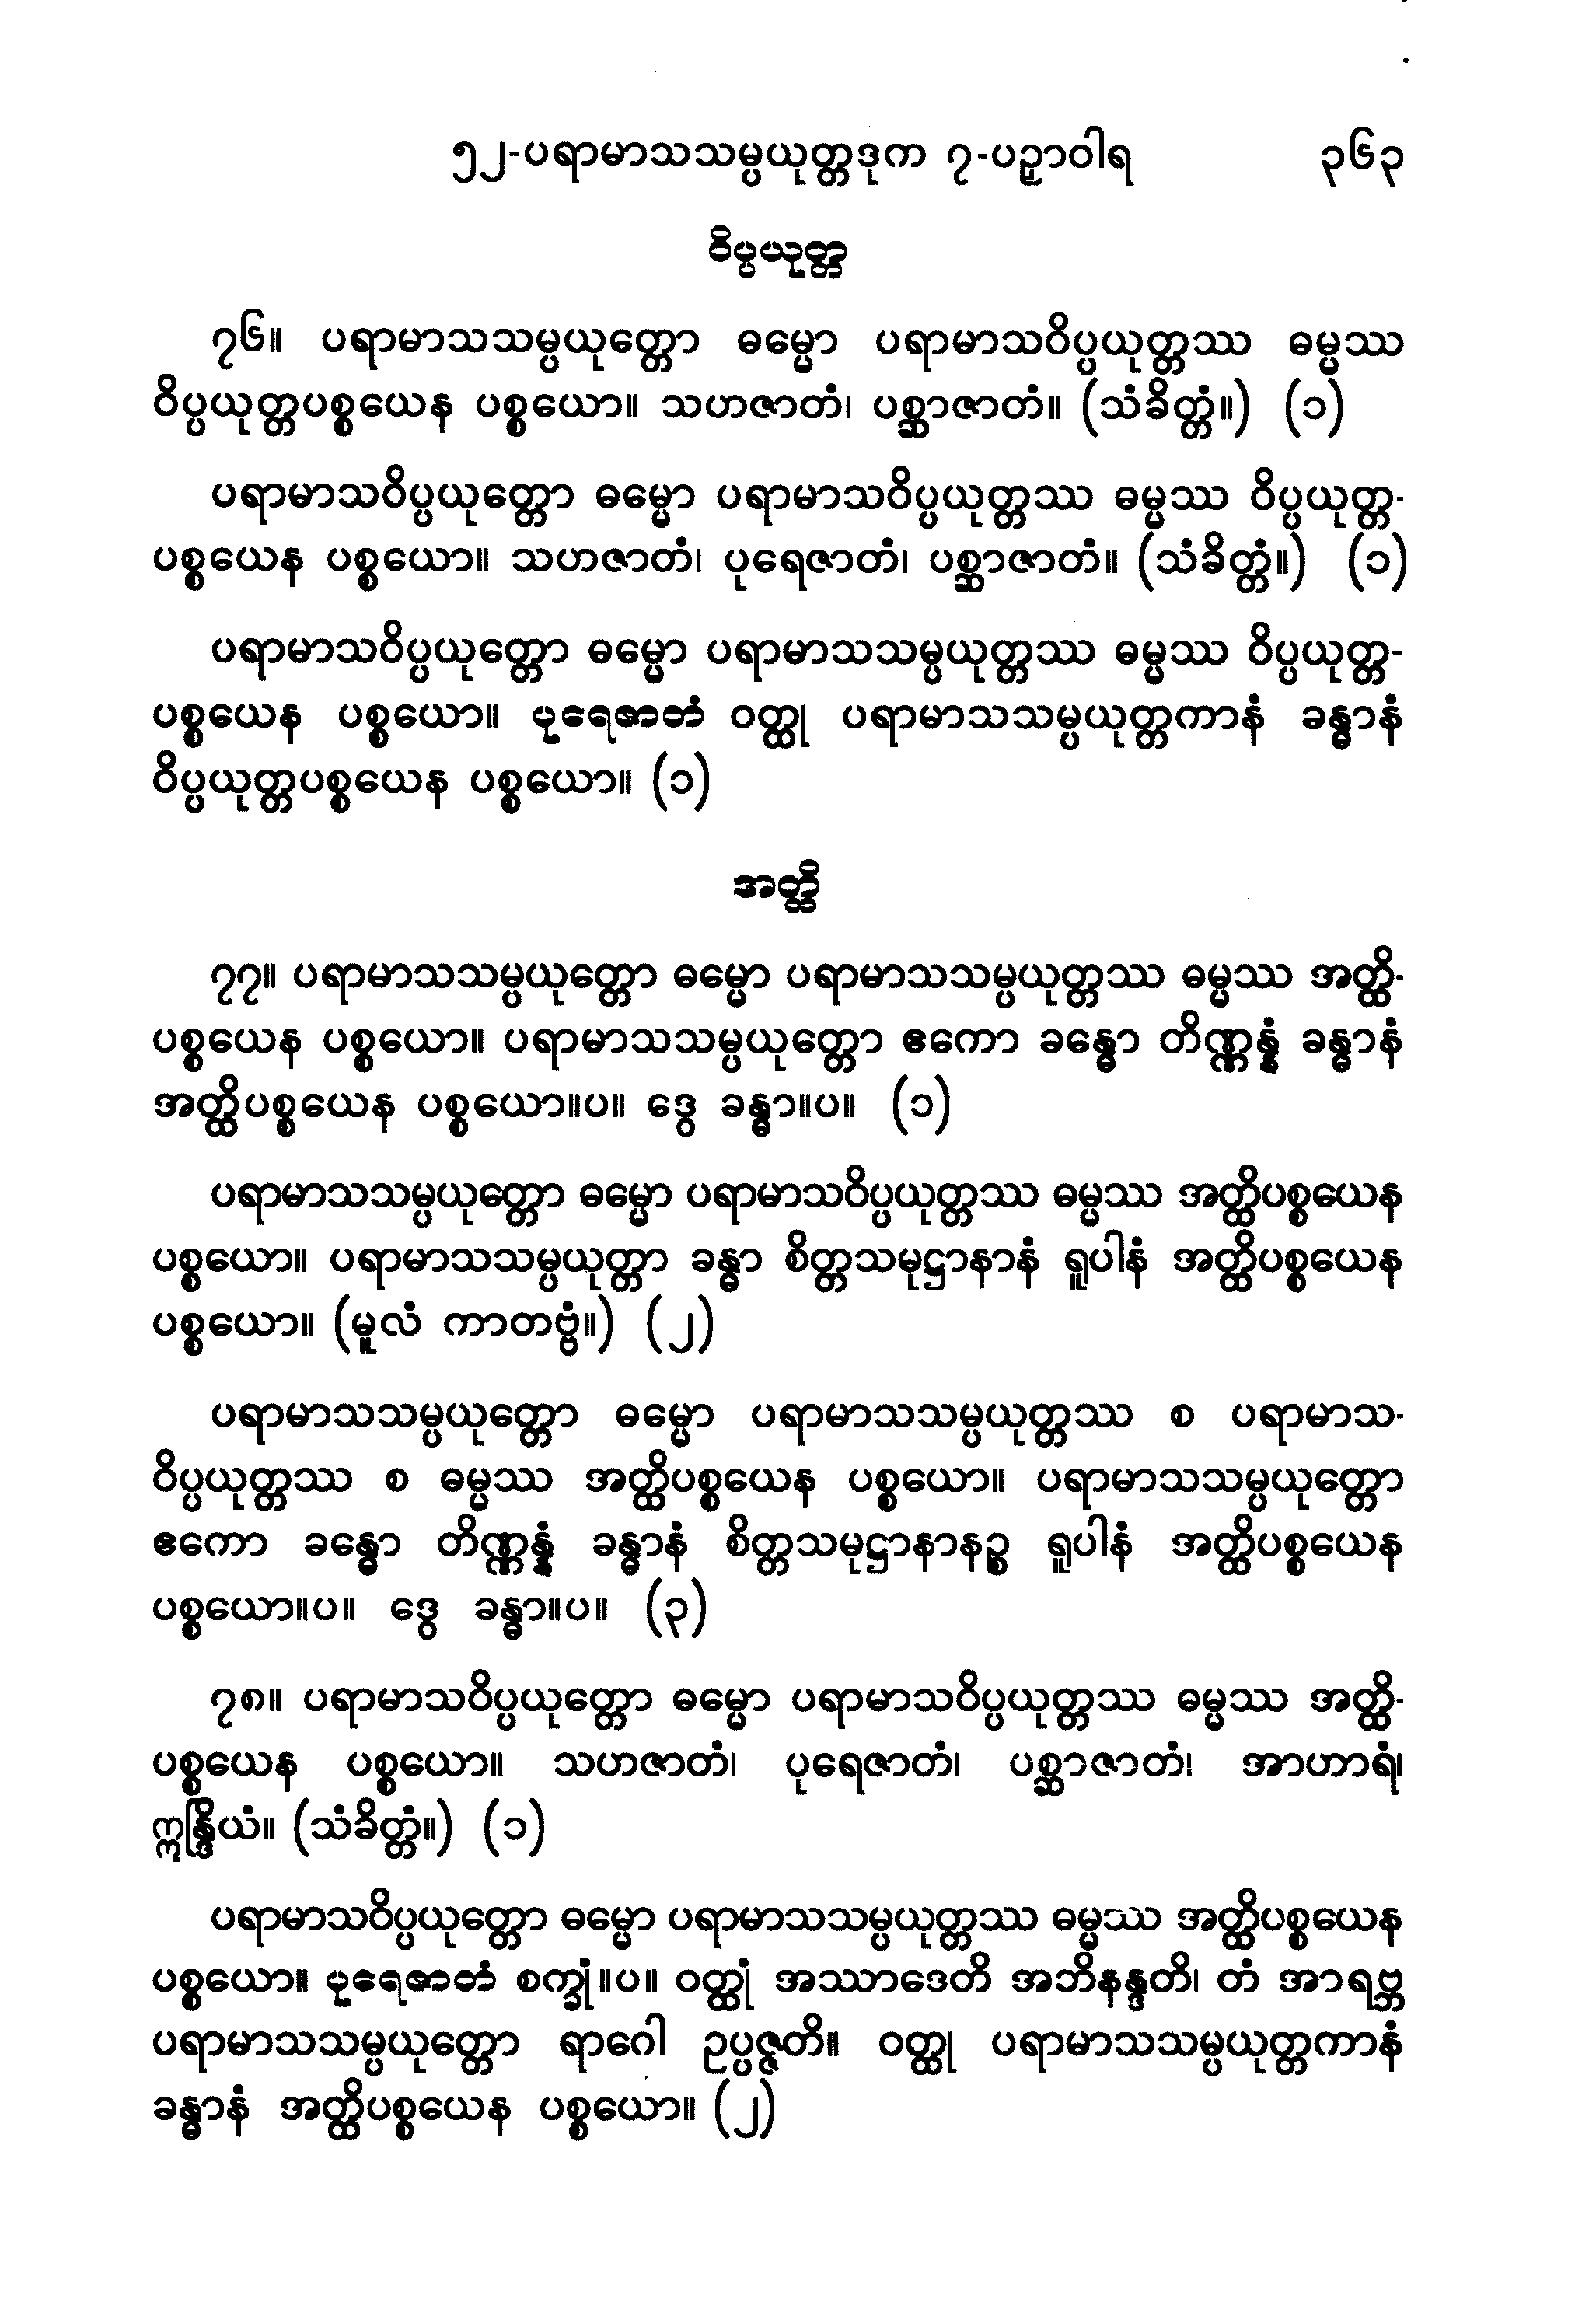 ၅၂-ပရာမာသသမ္ပယုတ္တဒုက ၇-ပဉှာဝါရ ၃၆၃
ဝိပ္ပယုတ္တ
၇၆။ ပရာမာသသမ္ပယုတ္တော ဓမ္မော ပရာမာသဝိပ္ပယုတ္တဿ ဓမ္မဿ
ဝိပ္ပယုတ္တပစ္စယေန ပစ္စယော။ သဟဇာတံ၊ ပစ္ဆာဇာတံ။ (သံခိတ္တံ။) (၁)
ပရာမာသဝိပ္ပယုတ္တော ဓမ္မော ပရာမာသဝိပ္ပယုတ္တဿ ဓမ္မဿ ဝိပ္ပယုတ္တ-
ပစ္စယေန ပစ္စယော။ သဟဇာတံ၊ ပုရေဇာတံ၊ ပစ္ဆာဇာတံ။ (သံခိတ္တံ။) (၁)
ပရာမာသဝိပ္ပယုတ္တော ဓမ္မော ပရာမာသသမ္ပယုတ္တဿ ဓမ္မဿ ဝိပ္ပယုတ္တ-
ပစ္စယေန ပစ္စယော။ ပုရေဇာတံ ဝတ္ထု ပရာမာသသမ္ပယုတ္တကာနံ ခန္ဓာနံ
ဝိပ္ပယုတ္တပစ္စယေန ပစ္စယော။ (၁)
အတ္ထိ
၇၇။ ပရာမာသသမ္ပယုတ္တော ဓမ္မော ပရာမာသသမ္ပယုတ္တဿ ဓမ္မဿ အတ္ထိ-
ပစ္စယေန ပစ္စယော။ ပရာမာသသမ္ပယုတ္တော ဧကော ခန္ဓော တိဏ္ဏန္နံ ခန္ဓာနံ
အတ္ထိပစ္စယေန ပစ္စယော။ပ။ ဒွေ ခန္ဓာ။ပ။ (၁)
ပရာမာသသမ္ပယုတ္တော ဓမ္မော ပရာမာသဝိပ္ပယုတ္တဿ ဓမ္မဿ အတ္ထိပစ္စယေန
ပစ္စယော။ ပရာမာသသမ္ပယုတ္တာ ခန္ဓာ စိတ္တသမုဋ္ဌာနာနံ ရူပါနံ အတ္ထိပစ္စယေန
ပစ္စယော။ (မူလံ ကာတဗ္ဗံ။) (၂)
ပရာမာသသမ္ပယုတ္တော ဓမ္မော ပရာမာသသမ္ပယုတ္တဿ စ ပရာမာသ-
ဝိပ္ပယုတ္တဿ စ ဓမ္မဿ အတ္ထိပစ္စယေန ပစ္စယော။ ပရာမာသသမ္ပယုတ္တော
ဧကော ခန္ဓော တိဏ္ဏန္နံ ခန္ဓာနံ စိတ္တသမုဋ္ဌာနာနဉ္စ ရူပါနံ အတ္ထိပစ္စယေန
ပစ္စယော။ပ။ ဒွေ ခန္ဓာ။ပ။ (၃)
၇၈။ ပရာမာသဝိပ္ပယုတ္တော ဓမ္မော ပရာမာသဝိပ္ပယုတ္တဿ ဓမ္မဿ အတ္ထိ-
ပစ္စယေန ပစ္စယော။ သဟဇာတံ၊ ပုရေဇာတံ၊ ပစ္ဆာဇာတံ၊ အာဟာရံ၊
ဣန္ဒြိယံ။ (သံခိတ္တံ။) (၁)
ပရာမာသဝိပ္ပယုတ္တော ဓမ္မော ပရာမာသသမ္ပယုတ္တဿ ဓမ္မဿ အတ္ထိပစ္စယေန
ပစ္စယော။ ပုရေဇာတံ စက္ခုံ။ပ။ ဝတ္ထုံ အဿာဒေတိ အဘိနန္ဒတိ၊ တံ အာရဗ္ဘ
ပရာမာသသမ္ပယုတ္တော ရာဂေါ ဥပ္ပဇ္ဇတိ။ ဝတ္ထု ပရာမာသသမ္ပယုတ္တကာနံ
ခန္ဓာနံ အတ္ထိပစ္စယေန ပစ္စယော။ (၂)